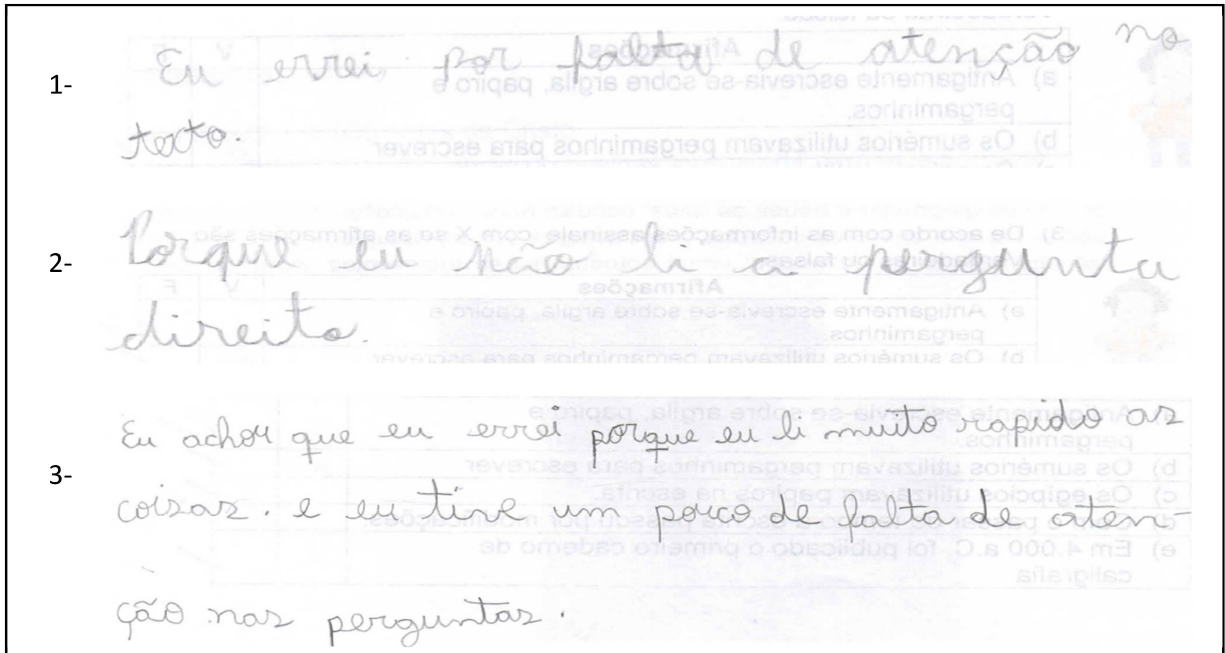 1- Eu errei por falta de atenção no
texto.
2- Porque eu não li a pergunta
direito.
Eu achou que eu errei porque eu li muito rapido as
3- coisas. e eu tive um poco de falta de aten-
ção nas perguntas.